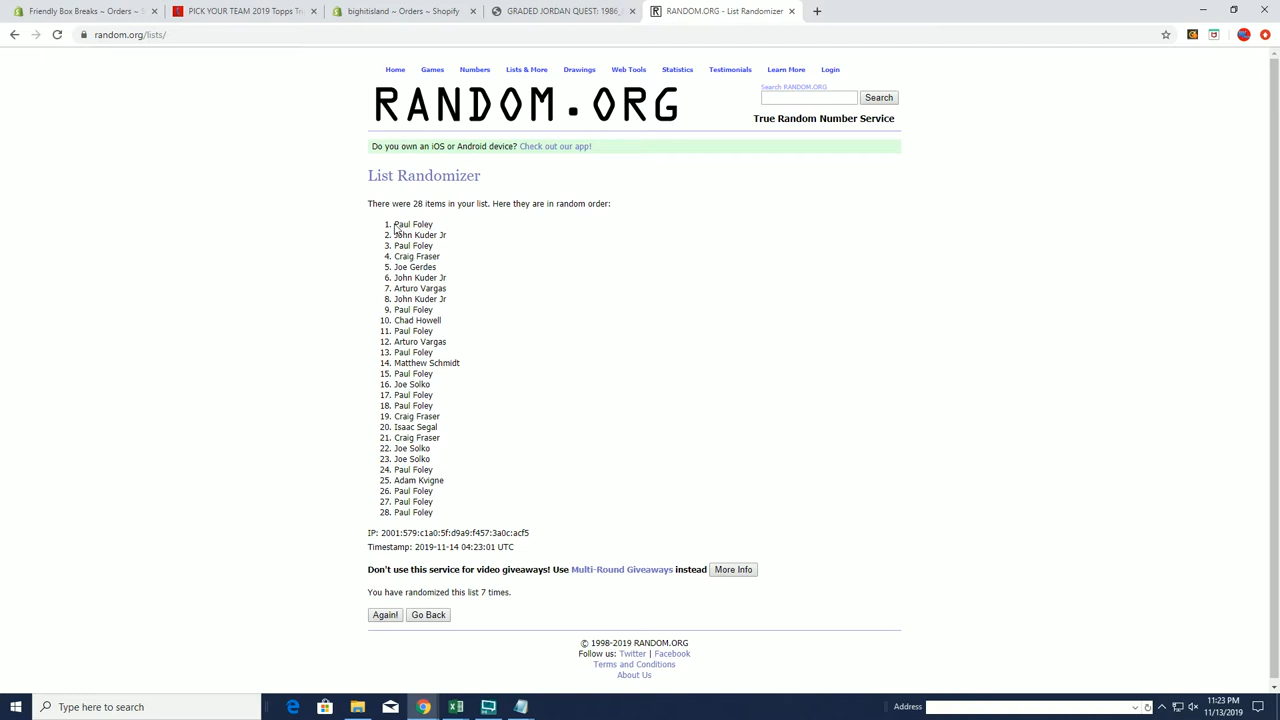 Friendly Box Breaks ~ Orders ~ S
PICK YOUR TEAM 2019 Topps Tri
bighitisland ~ Orders ~ Shopify
GRADED JORDAN QUEST! 1986
RANDOM.ORG - List Randomizer
random.org/lists/
Home Games Numbers Lists & More Drawings Web Tools Statistics Testimonials Learn More Login
RANDOM.ORG
Search RANDOM.ORG
Search
True Random Number Service
Do you own an iOS or Android device? Check out our app!
List Randomizer
There were 28 items in your list. Here they are in random order:
1. Paul Foley
2. John Kuder Jr
3. Paul Foley
4. Craig Fraser
5. Joe Gerdes
6. John Kuder Jr
7. Arturo Vargas
8. John Kuder Jr
9. Paul Foley
10. Chad Howell
11. Paul Foley
12. Arturo Vargas
13. Paul Foley
14. Matthew Schmidt
15. Paul Foley
16. Joe Solko
17. Paul Foley
18. Paul Foley
19. Craig Fraser
20. Isaac Segal
21. Craig Fraser
22. Joe Solko
23. Joe Solko
24. Paul Foley
25. Adam Kvigne
26. Paul Foley
27. Paul Foley
28. Paul Foley
IP: 2001:579:c1a0:5f:d9a9:f457:3a0c:acf5
Timestamp: 2019-11-14 04:23:01 UTC
Don't use this service for video giveaways! Use Multi-Round Giveaways instead More Info
You have randomized this list 7 times.
Again! Go Back
© 1998-2019 RANDOM.ORG
Follow us: Twitter | Facebook
Terms and Conditions
About Us
Type here to search
Address
11:23 PM
11/13/2019